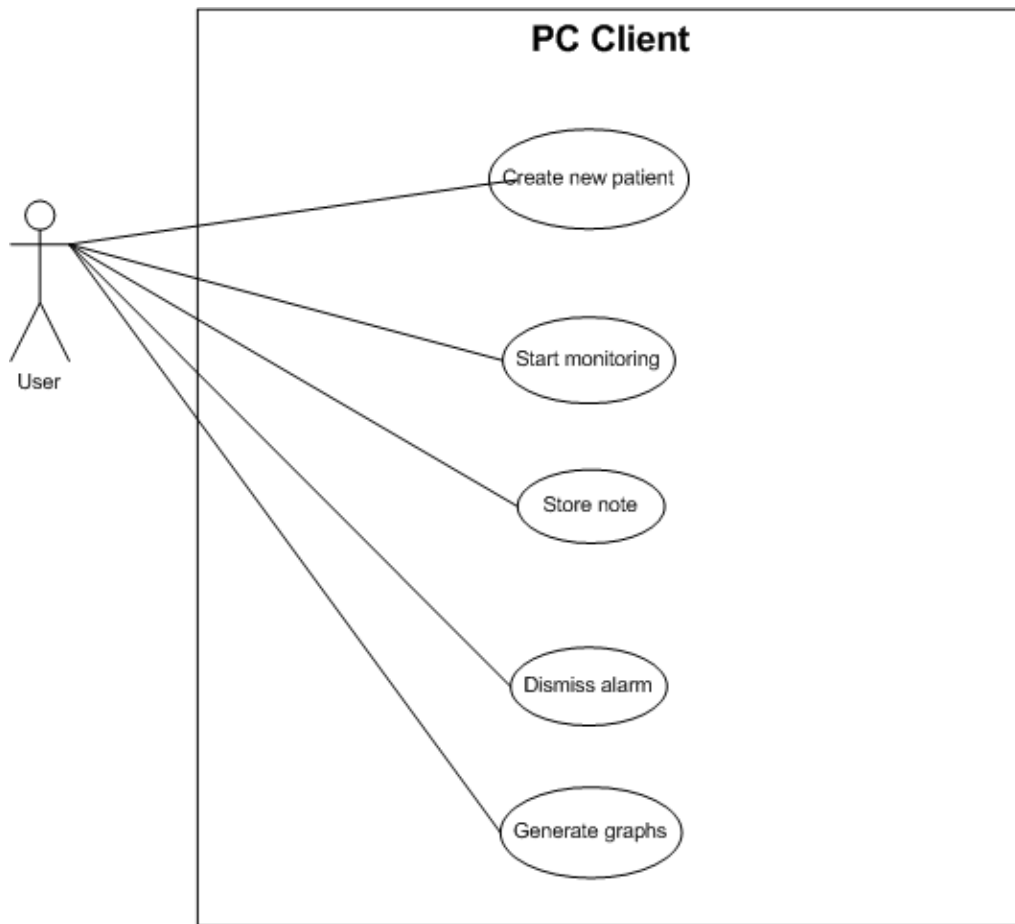 PC Client
Create new patient
User
Start monitoring
Store note
Dismiss alarm
Generate graphs